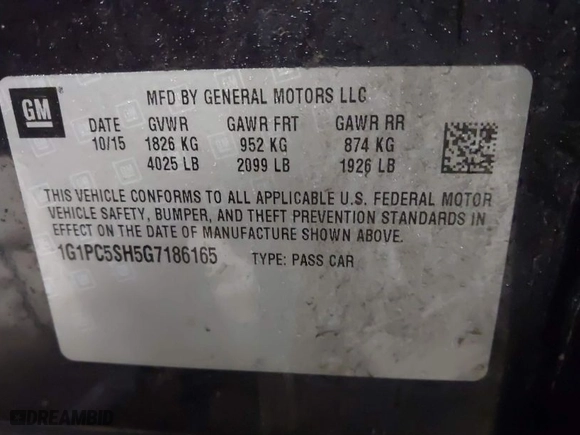 GM
MFD BY GENERAL MOTORS LLC
DATE GVWR GAWR FRT GAWR RR
10/15 1826 KG 952 KG 874 KG
4025 LB 2099 LB 1926 LB
THIS VEHICLE CONFORMS TO ALL APPLICABLE U.S. FEDERAL MOTOR
VEHICLE SAFETY, BUMPER, AND THEFT PREVENTION STANDARDS IN
EFFECT ON THE DATE OF MANUFACTURE SHOWN ABOVE.
1G1PC5SH5G7186165 TYPE: PASS CAR
DREAMBID